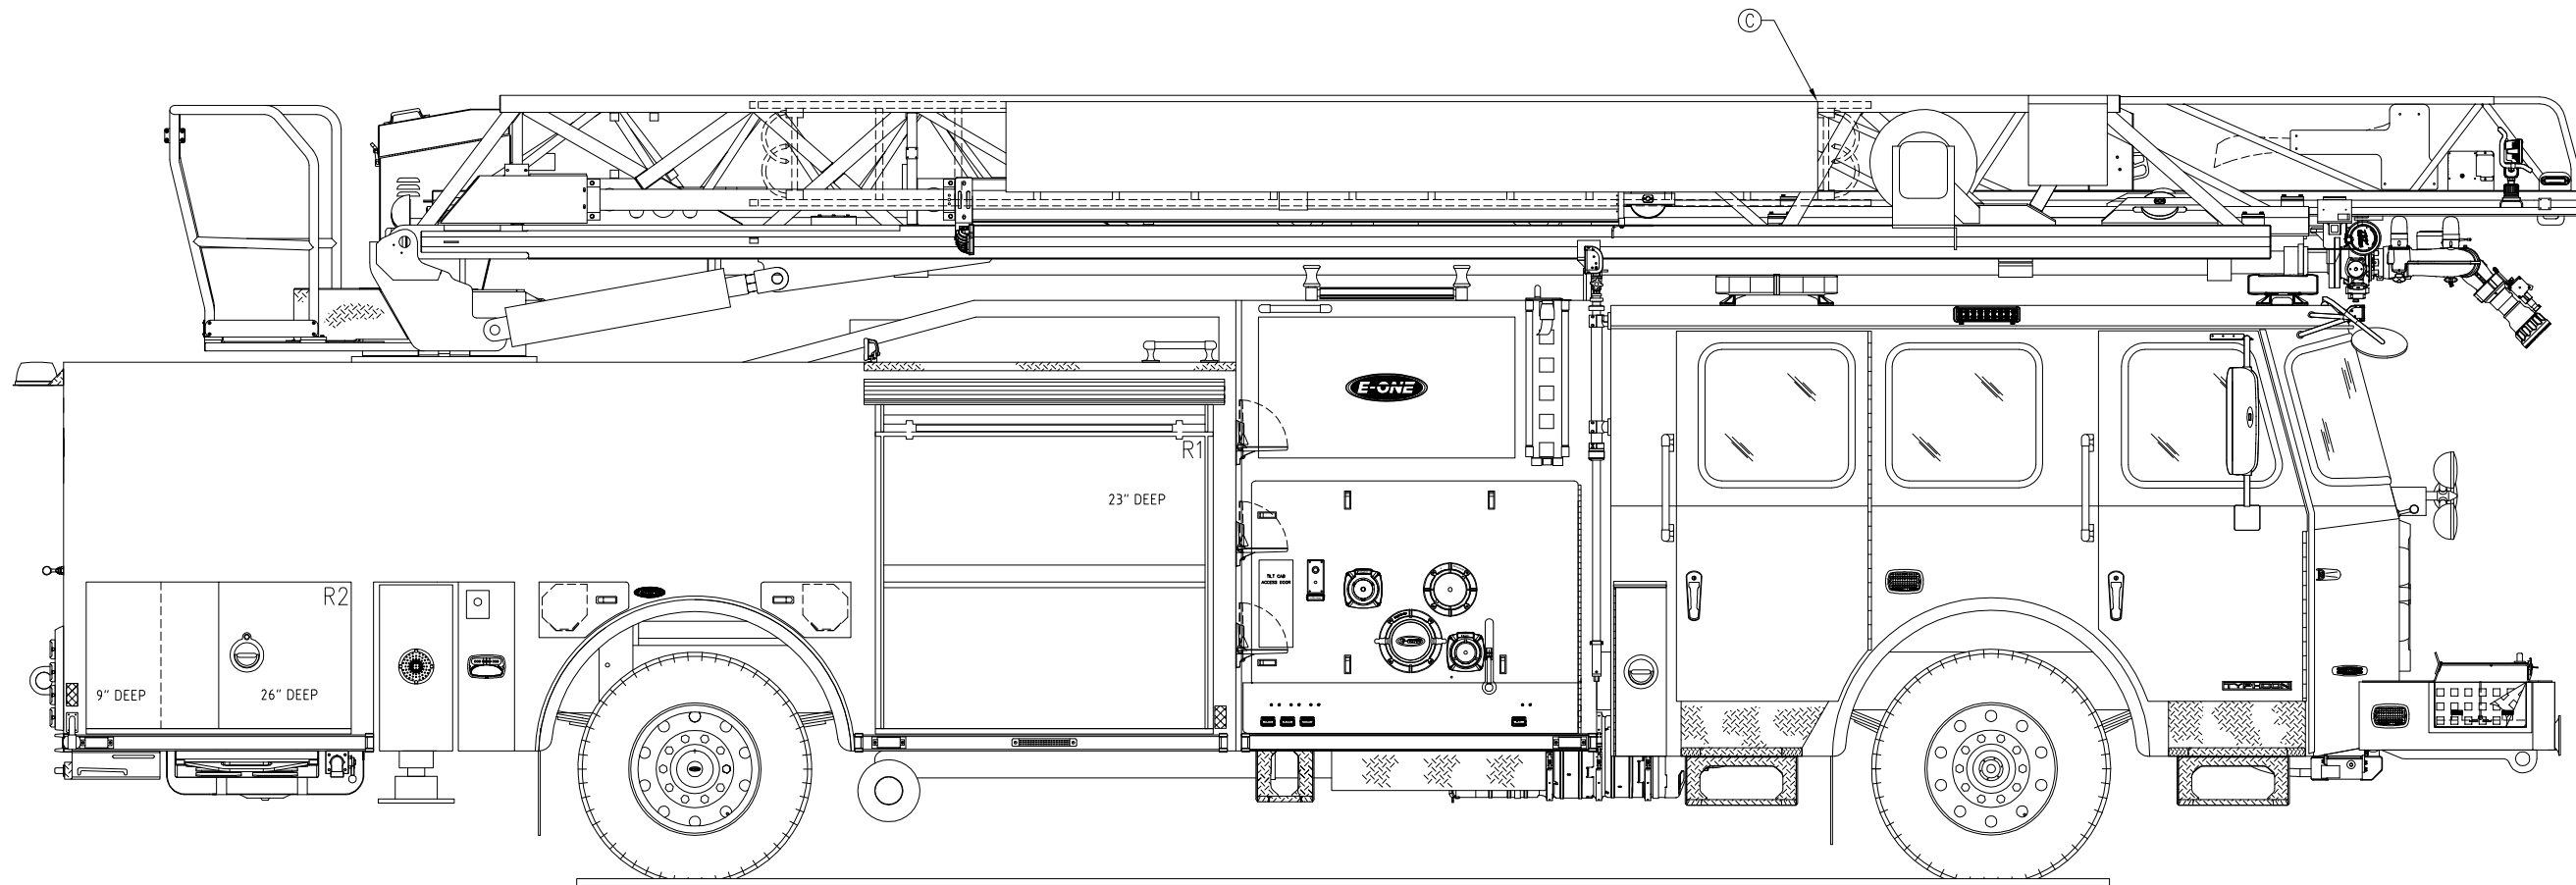 C
E-ONE
R1
23" DEEP
TILT CAB
ACCESS DOOR
R2
9" DEEP
26" DEEP
TYPHOON